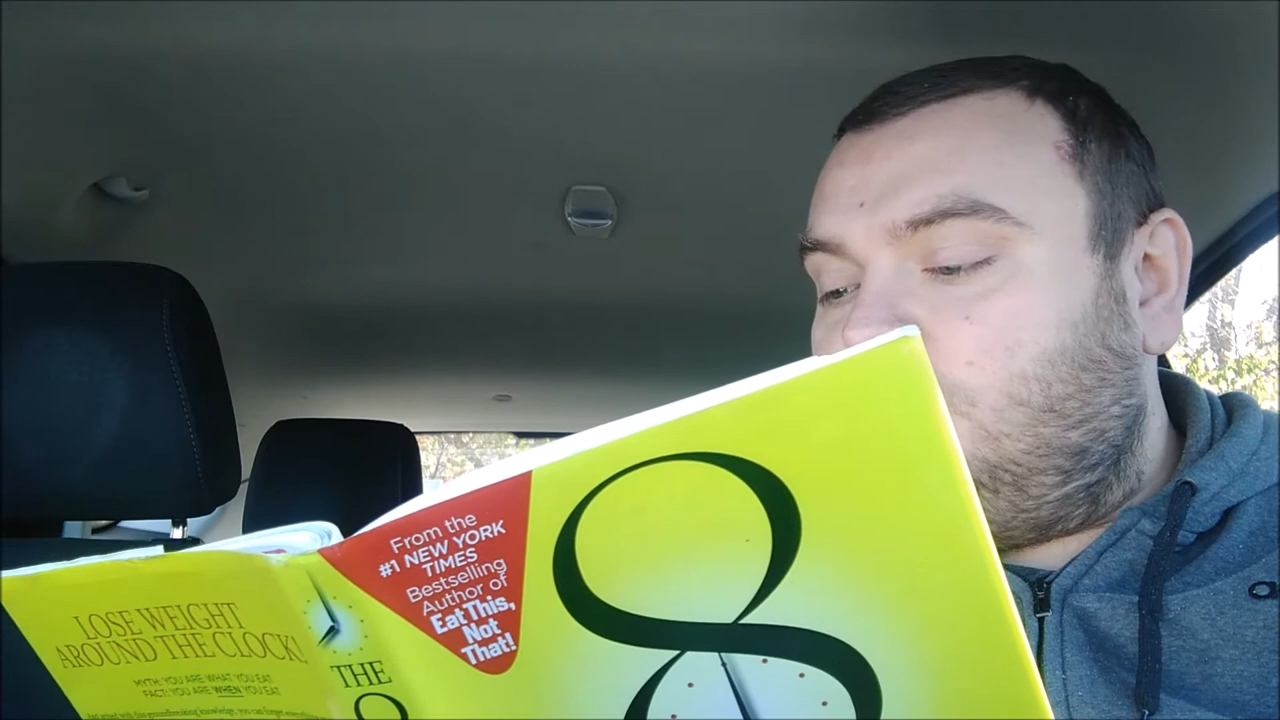 LOSE WEIGHT
AROUND THE CLOCK!
MYTH: YOU ARE WHAT YOU EAT
FACT: YOU ARE WHEN YOU EAT
THE
8
From the
#1 NEW YORK
TIMES
Bestselling
Author of
Eat This,
Not
That!
8